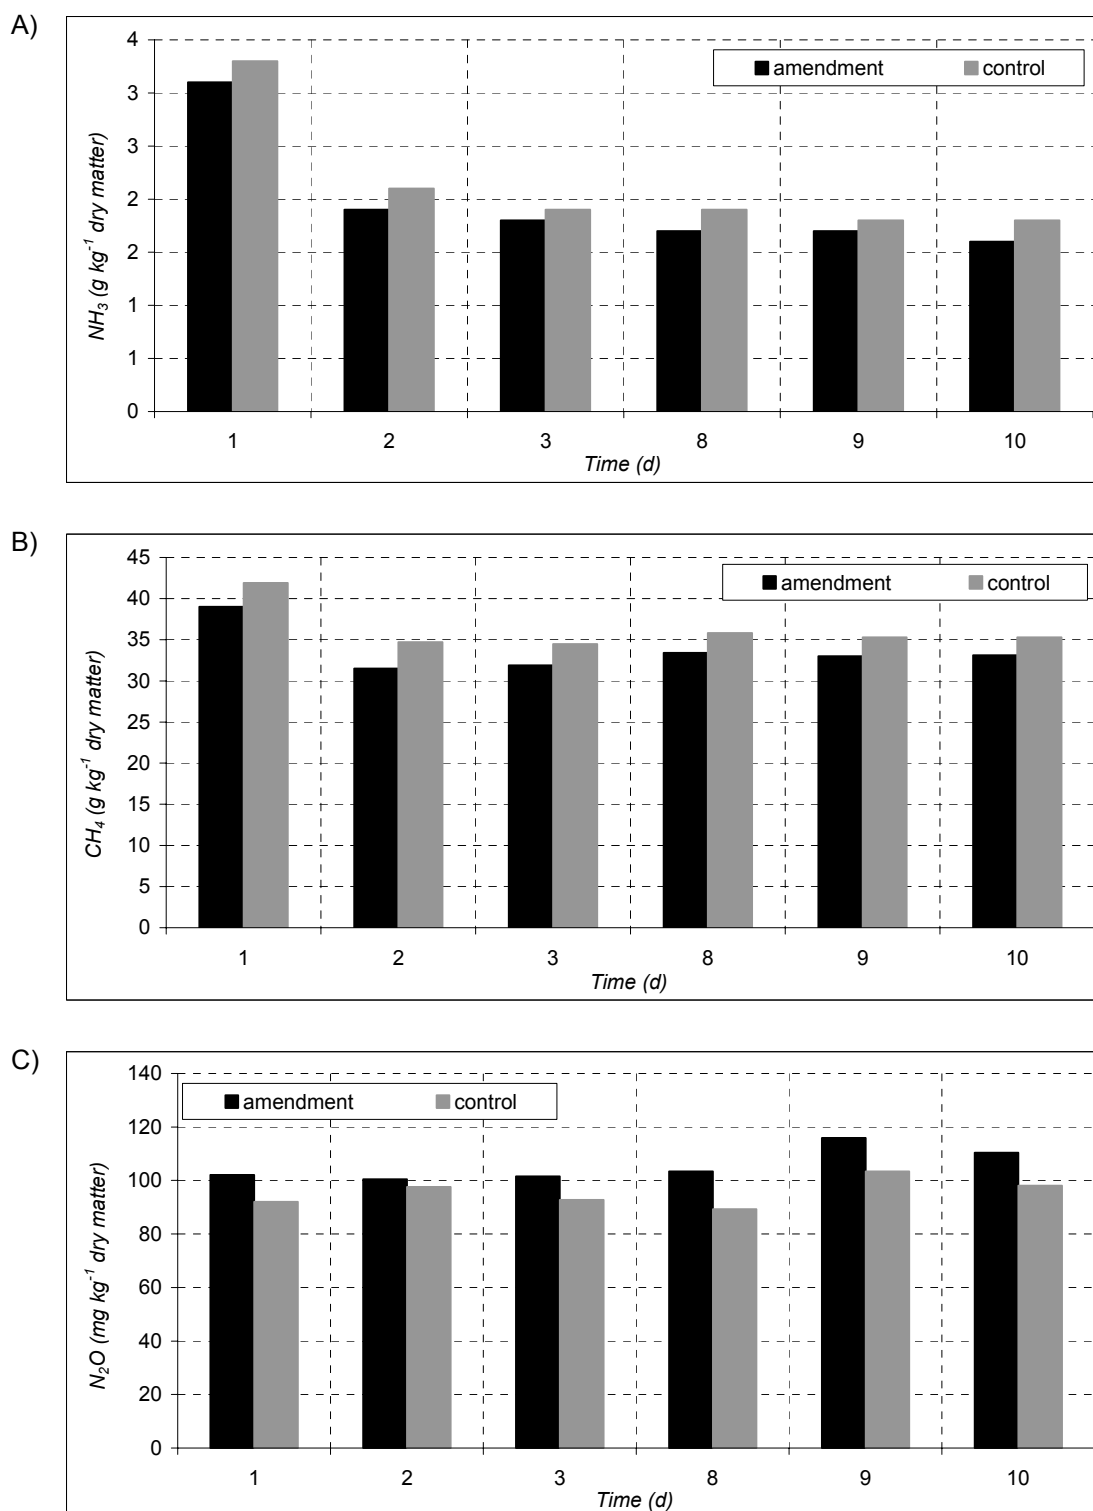 A)
4
3
3
2
2
1
1
0
NH₃ (g kg⁻¹ dry matter)
amendment control
1 2 3 8 9 10
Time (d)
B)
45
40
35
30
25
20
15
10
5
0
CH₄ (g kg⁻¹ dry matter)
amendment control
1 2 3 8 9 10
Time (d)
C)
140
120
100
80
60
40
20
0
N₂O (mg kg⁻¹ dry matter)
amendment control
1 2 3 8 9 10
Time (d)